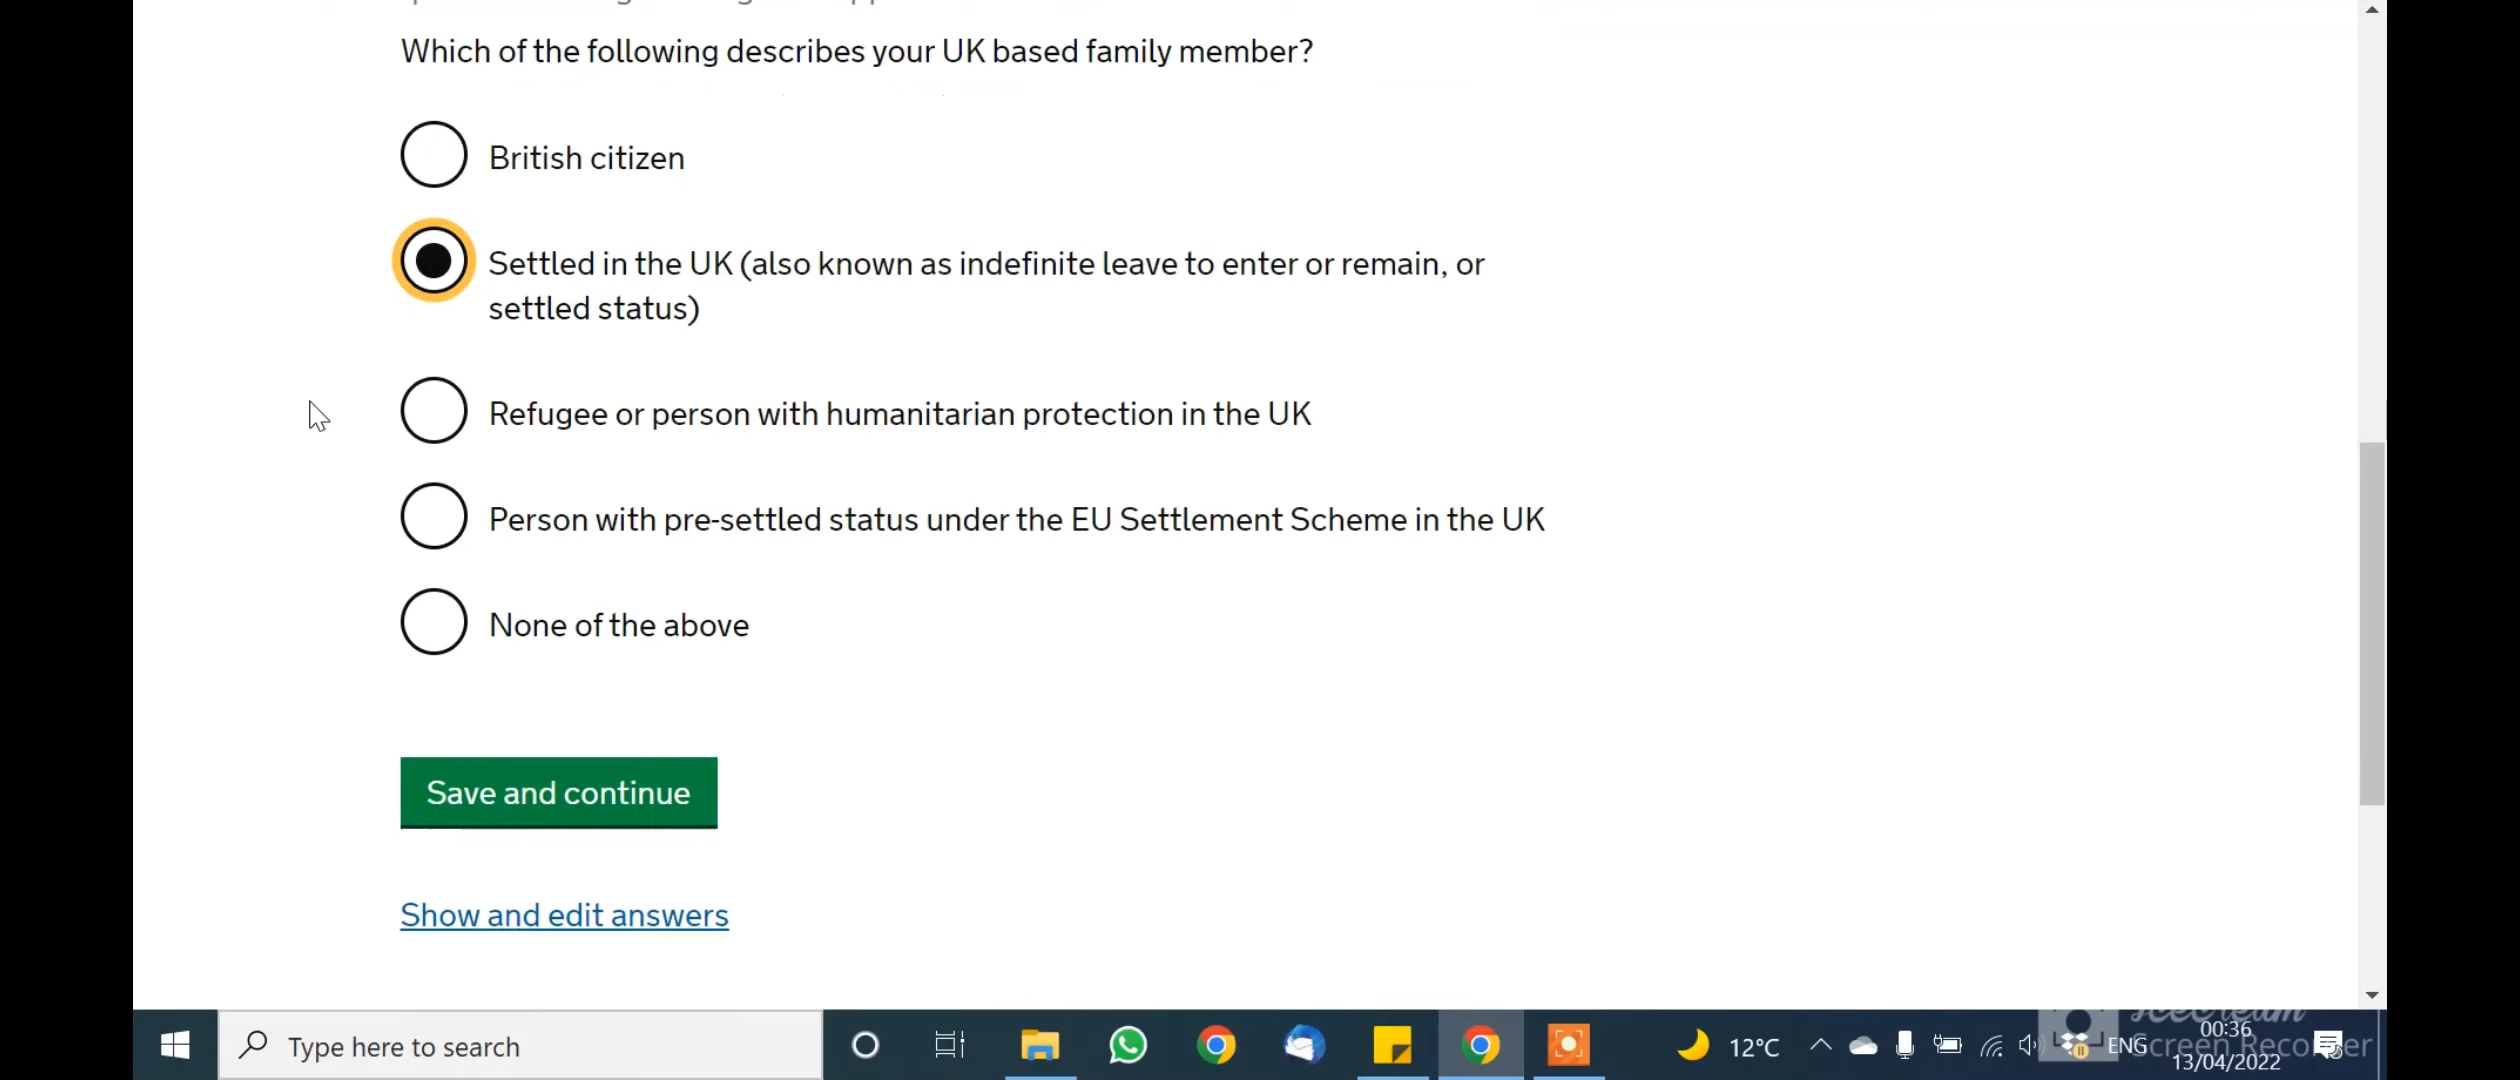 Which of the following describes your UK based family member?
British citizen
Settled in the UK (also known as indefinite leave to enter or remain, or
settled status)
Refugee or person with humanitarian protection in the UK
Person with pre-settled status under the EU Settlement Scheme in the UK
None of the above
Save and continue
Show and edit answers
Type here to search
12°C
ENG
00:36
13/04/2022
Icecream
Screen Recorder